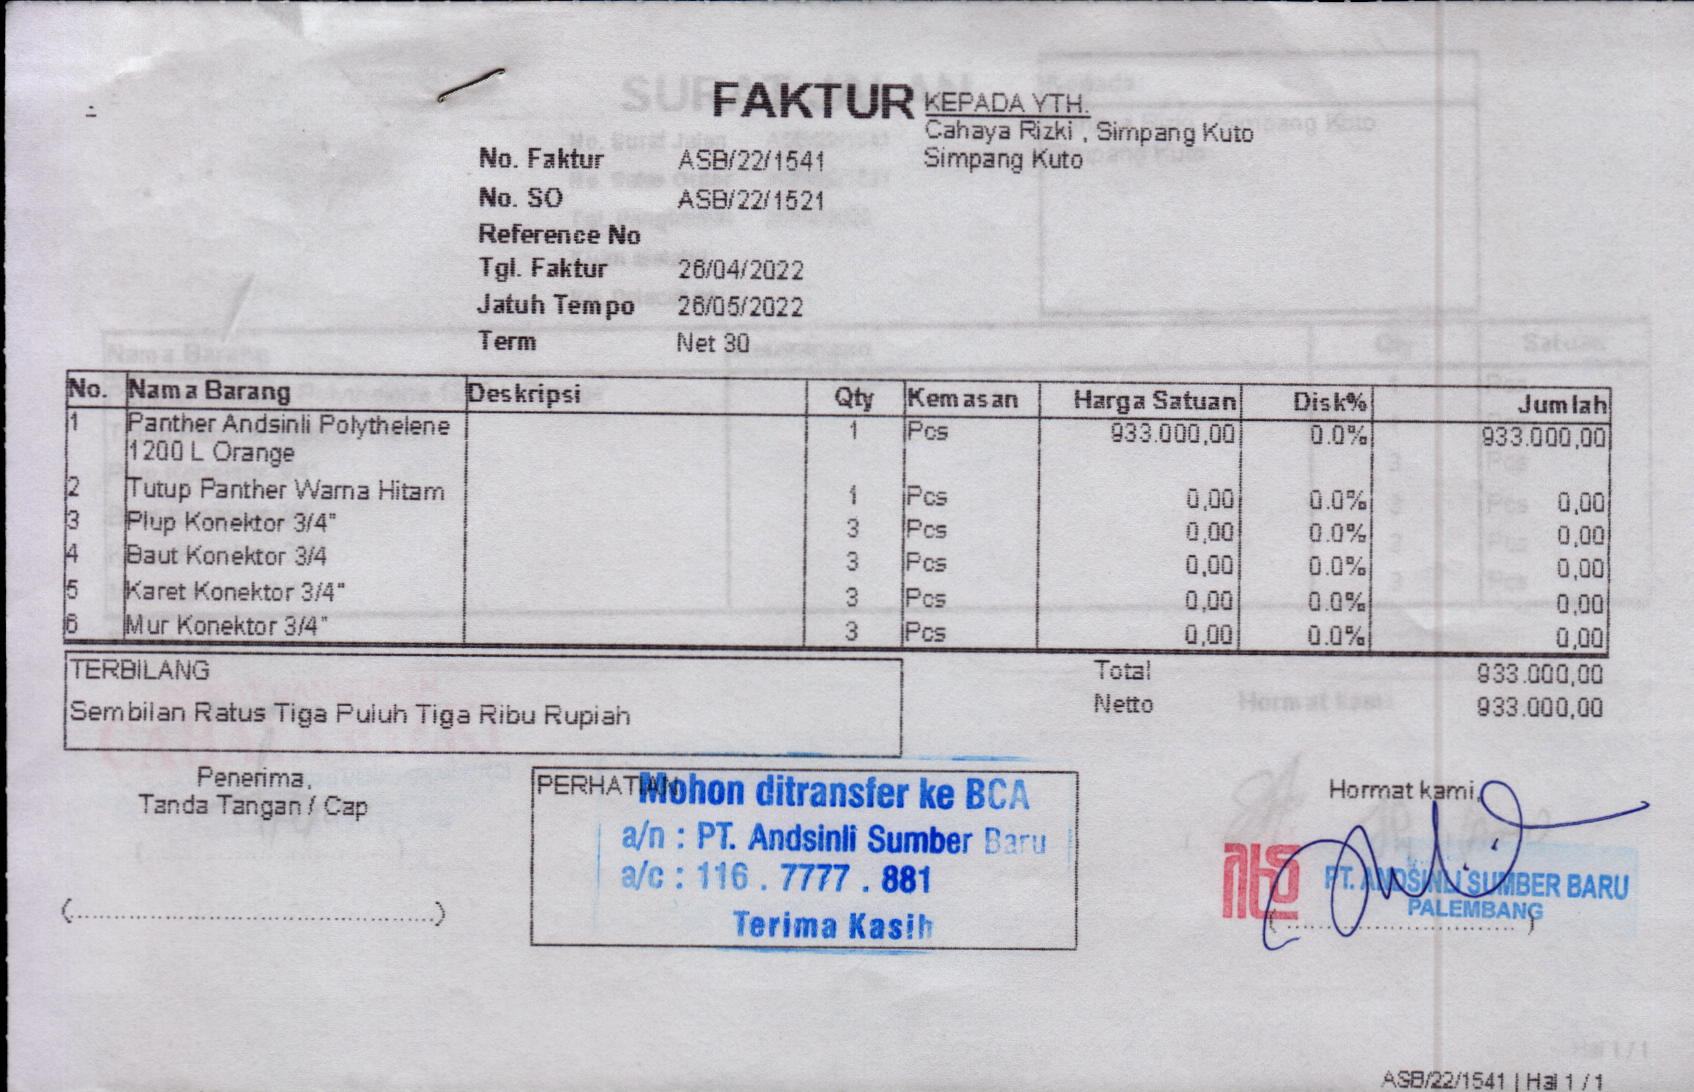 FAKTUR
KEPADA YTH.
Cahaya Rizki , Simpang Kuto
Simpang Kuto
No. Faktur ASB/22/1541
No. SO ASB/22/1521
Reference No
Tgl. Faktur 26/04/2022
Jatuh Tempo 26/05/2022
Term Net 30
No. Nama Barang Deskripsi Qty Kemasan Harga Satuan Disk% Jumlah
1 Panther Andsinli Polythelene 1 Pcs 933.000,00 0.0% 933.000,00
1200 L Orange
2 Tutup Panther Warna Hitam 1 Pcs 0,00 0.0% 0,00
3 Plup Konektor 3/4" 3 Pcs 0,00 0.0% 0,00
4 Baut Konektor 3/4 3 Pcs 0,00 0.0% 0,00
5 Karet Konektor 3/4" 3 Pcs 0,00 0.0% 0,00
6 Mur Konektor 3/4" 3 Pcs 0,00 0.0% 0,00
TERBILANG
Sembilan Ratus Tiga Puluh Tiga Ribu Rupiah
Total 933.000,00
Netto 933.000,00
Penerima,
Tanda Tangan / Cap
(......................................)
PERHATIAN
Mohon ditransfer ke BCA
a/n : PT. Andsinli Sumber Baru
a/c : 116 . 7777 . 881
Terima Kasih
Hormat kami,
PT. ANDSINLI SUMBER BARU
PALEMBANG
(..........................)
ASB/22/1541 | Hal 1 / 1